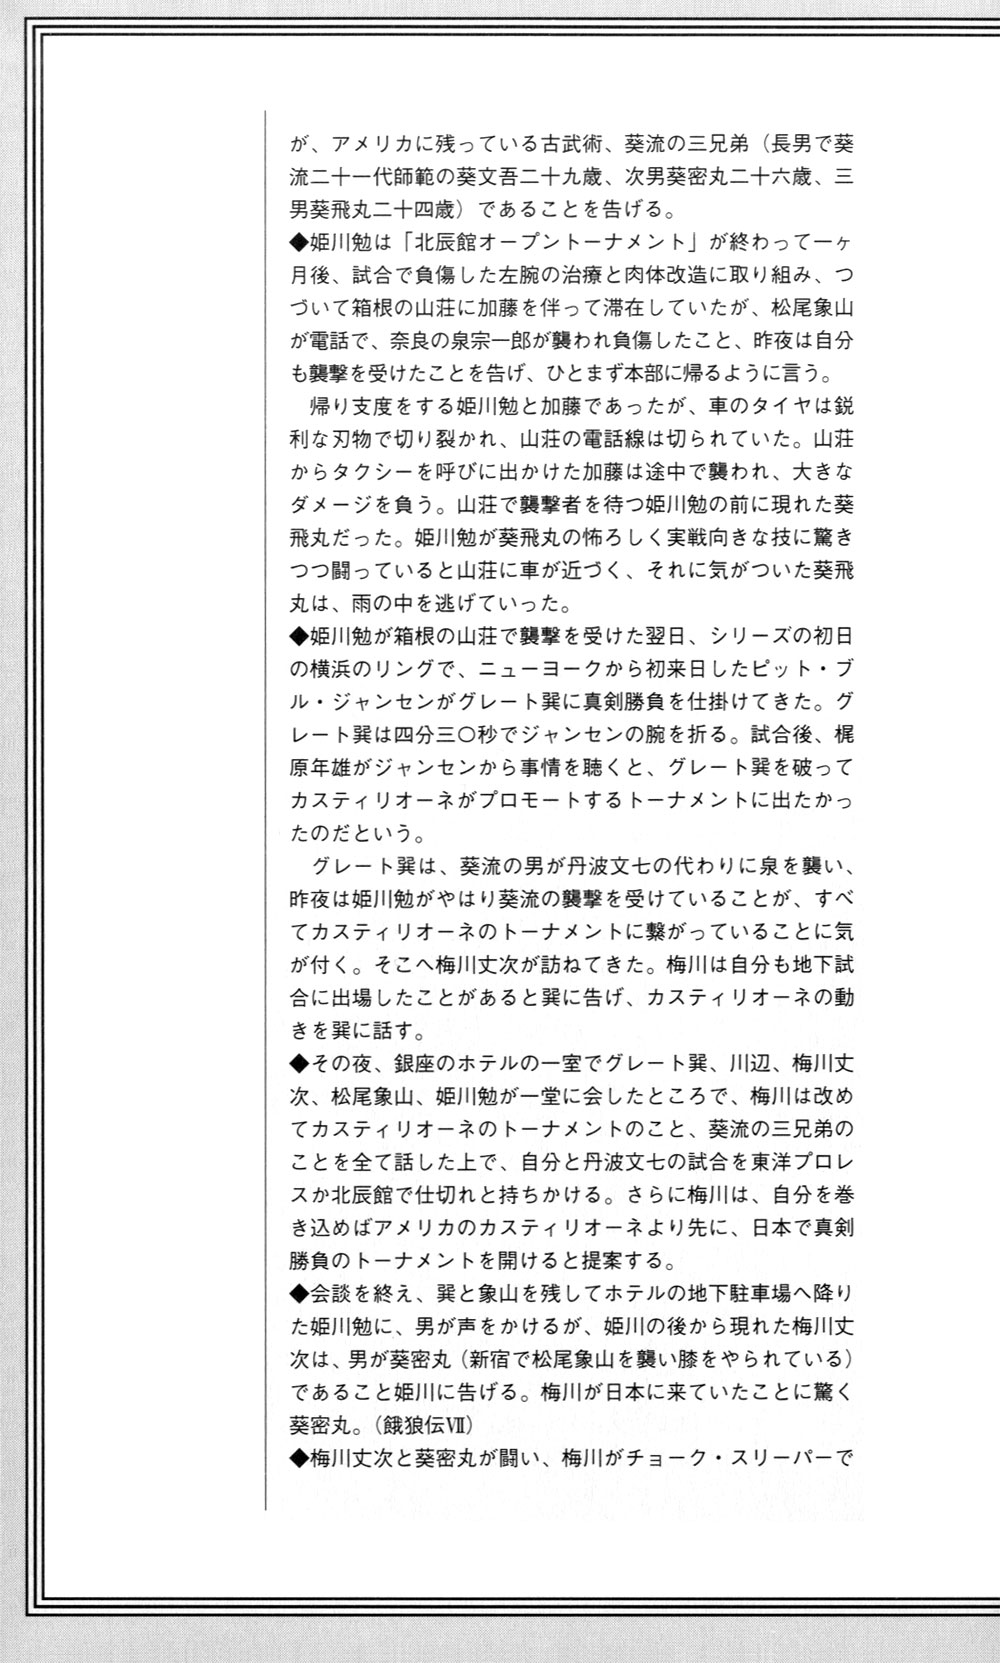 が、アメリカに残っている古武術、葵流の三兄弟（長男で葵
流二十一代師範の葵文吾二十九歳、次男葵密丸二十六歳、三
男葵飛丸二十四歳）であることを告げる。
◆姫川勉は「北辰館オープントーナメント」が終わって一ヶ
月後、試合で負傷した左腕の治療と肉体改造に取り組み、つ
づいて箱根の山荘に加藤を伴って滞在していたが、松尾象山
が電話で、奈良の泉宗一郎が襲われ負傷したこと、昨夜は自分
も襲撃を受けたことを告げ、ひとまず本部に帰るように言う。
　帰り支度をする姫川勉と加藤であったが、車のタイヤは鋭
利な刃物で切り裂かれ、山荘の電話線は切られていた。山荘
からタクシーを呼びに出かけた加藤は途中で襲われ、大きな
ダメージを負う。山荘で襲撃者を待つ姫川勉の前に現れた葵
飛丸だった。姫川勉が葵飛丸の怖ろしく実戦向きな技に驚き
つつ闘っていると山荘に車が近づく、それに気がついた葵飛
丸は、雨の中を逃げていった。
◆姫川勉が箱根の山荘で襲撃を受けた翌日、シリーズの初日
の横浜のリングで、ニューヨークから初来日したピット・ブ
ル・ジャンセンがグレート巽に真剣勝負を仕掛けてきた。グ
レート巽は四分三〇秒でジャンセンの腕を折る。試合後、梶
原年雄がジャンセンから事情を聴くと、グレート巽を破って
カスティリオーネがプロモートするトーナメントに出たかっ
たのだという。
　グレート巽は、葵流の男が丹波文七の代わりに泉を襲い、
昨夜は姫川勉がやはり葵流の襲撃を受けていることが、すべ
てカスティリオーネのトーナメントに繋がっていることに気
が付く。そこへ梅川丈次が訪ねてきた。梅川は自分も地下試
合に出場したことがあると巽に告げ、カスティリオーネの動
きを巽に話す。
◆その夜、銀座のホテルの一室でグレート巽、川辺、梅川丈
次、松尾象山、姫川勉が一堂に会したところで、梅川は改め
てカスティリオーネのトーナメントのこと、葵流の三兄弟の
ことを全て話した上で、自分と丹波文七の試合を東洋プロレ
スか北辰館で仕切れと持ちかける。さらに梅川は、自分を巻
き込めばアメリカのカスティリオーネより先に、日本で真剣
勝負のトーナメントを開けると提案する。
◆会談を終え、巽と象山を残してホテルの地下駐車場へ降り
た姫川勉に、男が声をかけるが、姫川の後から現れた梅川丈
次は、男が葵密丸（新宿で松尾象山を襲い膝をやられている）
であること姫川に告げる。梅川が日本に来ていたことに驚く
葵密丸。（餓狼伝Ⅶ）
◆梅川丈次と葵密丸が闘い、梅川がチョーク・スリーパーで